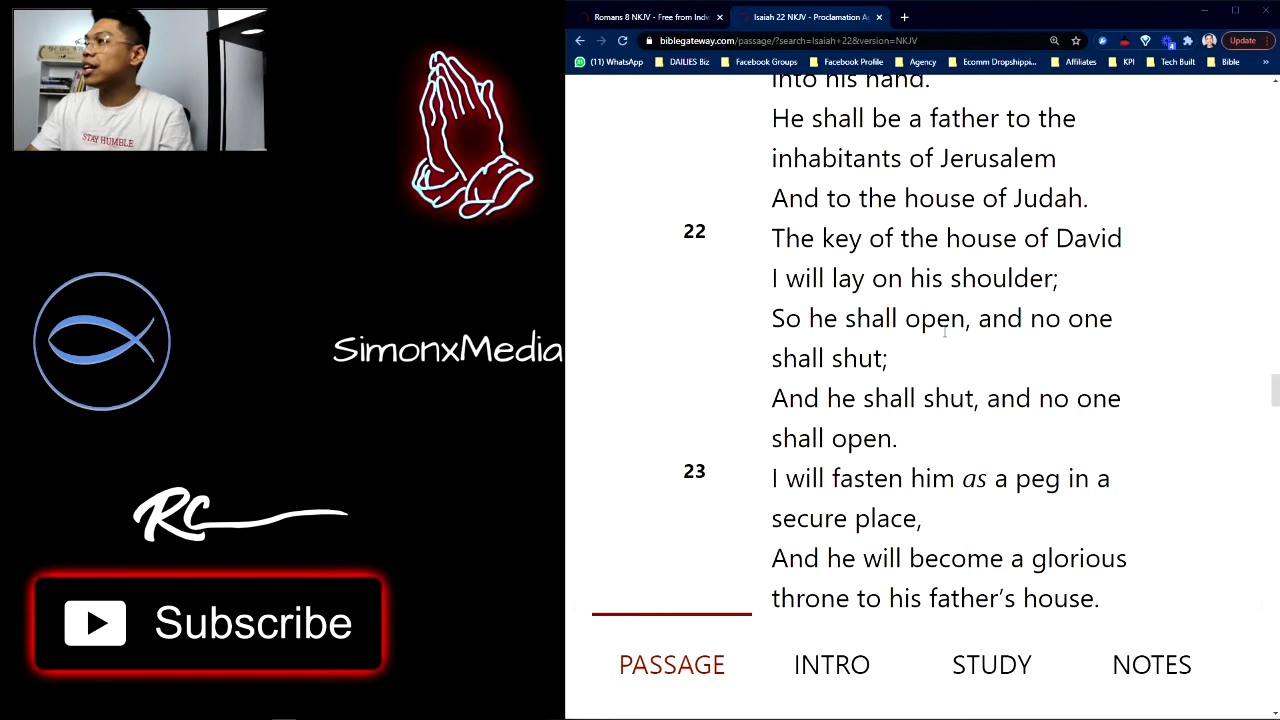 STAY HUMBLE
SimonxMedia
RC
Subscribe
Romans 8 NKJV - Free from Indw
Isaiah 22 NKJV - Proclamation Ag
biblegateway.com/passage/?search=Isaiah+22&version=NKJV
Update
(11) WhatsApp
DAILIES Biz
Facebook Groups
Facebook Profile
Agency
Ecomm Dropshippi...
Affiliates
KPI
Tech Built
Bible
into his hand.
He shall be a father to the
inhabitants of Jerusalem
And to the house of Judah.
22 The key of the house of David
I will lay on his shoulder;
So he shall open, and no one
shall shut;
And he shall shut, and no one
shall open.
23 I will fasten him as a peg in a
secure place,
And he will become a glorious
throne to his father's house.
PASSAGE
INTRO
STUDY
NOTES